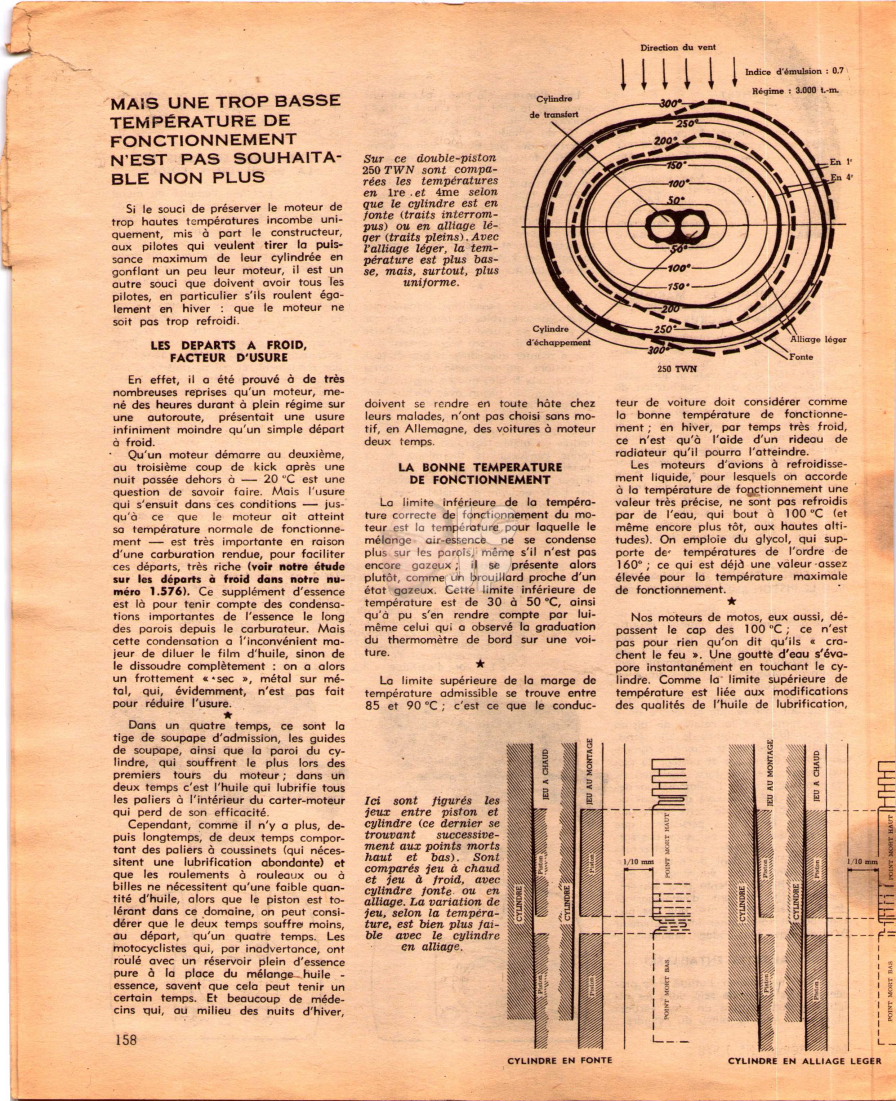 MAIS UNE TROP BASSE
TEMPÉRATURE DE
FONCTIONNEMENT
N'EST PAS SOUHAITA-
BLE NON PLUS
Si le souci de préserver le moteur de
trop hautes températures incombe uni-
quement, mis à part le constructeur,
aux pilotes qui veulent tirer la puis-
sance maximum de leur cylindrée en
gonflant un peu leur moteur, il est un
autre souci que doivent avoir tous les
pilotes, en particulier s'ils roulent éga-
lement en hiver : que le moteur ne
soit pas trop refroidi.
LES DEPARTS A FROID,
FACTEUR D'USURE
En effet, il a été prouvé à de très
nombreuses reprises qu'un moteur, me-
né des heures durant à plein régime sur
une autoroute, présentait une usure
infiniment moindre qu'un simple départ
à froid.
Qu'un moteur démarre au deuxième,
au troisième coup de kick après une
nuit passée dehors à — 20 °C est une
question de savoir faire. Mais l'usure
qui s'ensuit dans ces conditions — jus-
qu'à ce que le moteur ait atteint
sa température normale de fonctionne-
ment — est très importante en raison
d'une carburation rendue, pour faciliter
ces départs, très riche (voir notre étude
sur les départs à froid dans notre nu-
méro 1.576). Ce supplément d'essence
est là pour tenir compte des condensa-
tions importantes de l'essence le long
des parois depuis le carburateur. Mais
cette condensation a l'inconvénient ma-
jeur de diluer le film d'huile, sinon de
le dissoudre complètement : on a alors
un frottement « sec », métal sur mé-
tal, qui, évidemment, n'est pas fait
pour réduire l'usure.
★
Dans un quatre temps, ce sont la
tige de soupape d'admission, les guides
de soupape, ainsi que la paroi du cy-
lindre, qui souffrent le plus lors des
premiers tours du moteur ; dans un
deux temps c'est l'huile qui lubrifie tous
les paliers à l'intérieur du carter-moteur
qui perd de son efficacité.
Cependant, comme il n'y a plus, de-
puis longtemps, de deux temps compor-
tant des paliers à coussinets (qui néces-
sitent une lubrification abondante) et
que les roulements à rouleaux ou à
billes ne nécessitent qu'une faible quan-
tité d'huile, alors que le piston est to-
lérant dans ce domaine, on peut consi-
dérer que le deux temps souffre moins,
au départ, qu'un quatre temps. Les
motocyclistes qui, par inadvertance, ont
roulé avec un réservoir plein d'essence
pure à la place du mélange huile -
essence, savent que cela peut tenir un
certain temps. Et beaucoup de méde-
cins qui, au milieu des nuits d'hiver,
158
Sur ce double-piston
250 TWN sont compa-
rées les températures
en 1re et 4me selon
que le cylindre est en
fonte (traits interrom-
pus) ou en alliage lé-
ger (traits pleins). Avec
l'alliage léger, la tem-
pérature est plus bas-
se, mais, surtout, plus
uniforme.
Direction du vent
Indice d'émulsion : 0.7
Régime : 3.000 t.-m.
Cylindre
de transfert
300°
250°
200°
150°
100°
50°
En 1e
En 4e
50°
100°
150°
200
250°
300°
Cylindre
d'échappement
Alliage léger
Fonte
250 TWN
doivent se rendre en toute hâte chez
leurs malades, n'ont pas choisi sans mo-
tif, en Allemagne, des voitures à moteur
deux temps.
LA BONNE TEMPERATURE
DE FONCTIONNEMENT
La limite inférieure de la tempéra-
ture correcte de fonctionnement du mo-
teur est la température pour laquelle le
mélange air-essence ne se condense
plus sur les parois, même s'il n'est pas
encore gazeux ; il se présente alors
plutôt, comme un brouillard proche d'un
état gazeux. Cette limite inférieure de
température est de 30 à 50 °C, ainsi
qu'à pu s'en rendre compte par lui-
même celui qui a observé la graduation
du thermomètre de bord sur une voi-
ture.
★
La limite supérieure de la marge de
température admissible se trouve entre
85 et 90 °C ; c'est ce que le conduc-
teur de voiture doit considérer comme
la bonne température de fonctionne-
ment ; en hiver, par temps très froid,
ce n'est qu'à l'aide d'un rideau de
radiateur qu'il pourra l'atteindre.
Les moteurs d'avions à refroidisse-
ment liquide, pour lesquels on accorde
à la température de fonctionnement une
valeur très précise, ne sont pas refroidis
par de l'eau, qui bout à 100 °C (et
même encore plus tôt, aux hautes alti-
tudes). On emploie du glycol, qui sup-
porte des températures de l'ordre de
160° ; ce qui est déjà une valeur assez
élevée pour la température maximale
de fonctionnement.
★
Nos moteurs de motos, eux aussi, dé-
passent le cap des 100 °C ; ce n'est
pas pour rien qu'on dit qu'ils « cra-
chent le feu ». Une goutte d'eau s'éva-
pore instantanément en touchant le cy-
lindre. Comme la limite supérieure de
température est liée aux modifications
des qualités de l'huile de lubrification,
Ici sont figurés les
jeux entre piston et
cylindre (ce dernier se
trouvant successive-
ment aux points morts
haut et bas). Sont
comparés jeu à chaud
et jeu à froid, avec
cylindre fonte ou en
alliage. La variation de
jeu, selon la tempéra-
ture, est bien plus fai-
ble avec le cylindre
en alliage.
CYLINDRE
JEU A CHAUD
Piston
Piston
CYLINDRE
JEU AU MONTAGE
Piston
Piston
1/10 mm
POINT MORT HAUT
POINT MORT BAS
CYLINDRE EN FONTE
CYLINDRE
JEU AU MONTAGE
Piston
Piston
CYLINDRE
JEU A CHAUD
Piston
Piston
1/10 mm
POINT MORT HAUT
POINT MORT BAS
CYLINDRE EN ALLIAGE LEGER